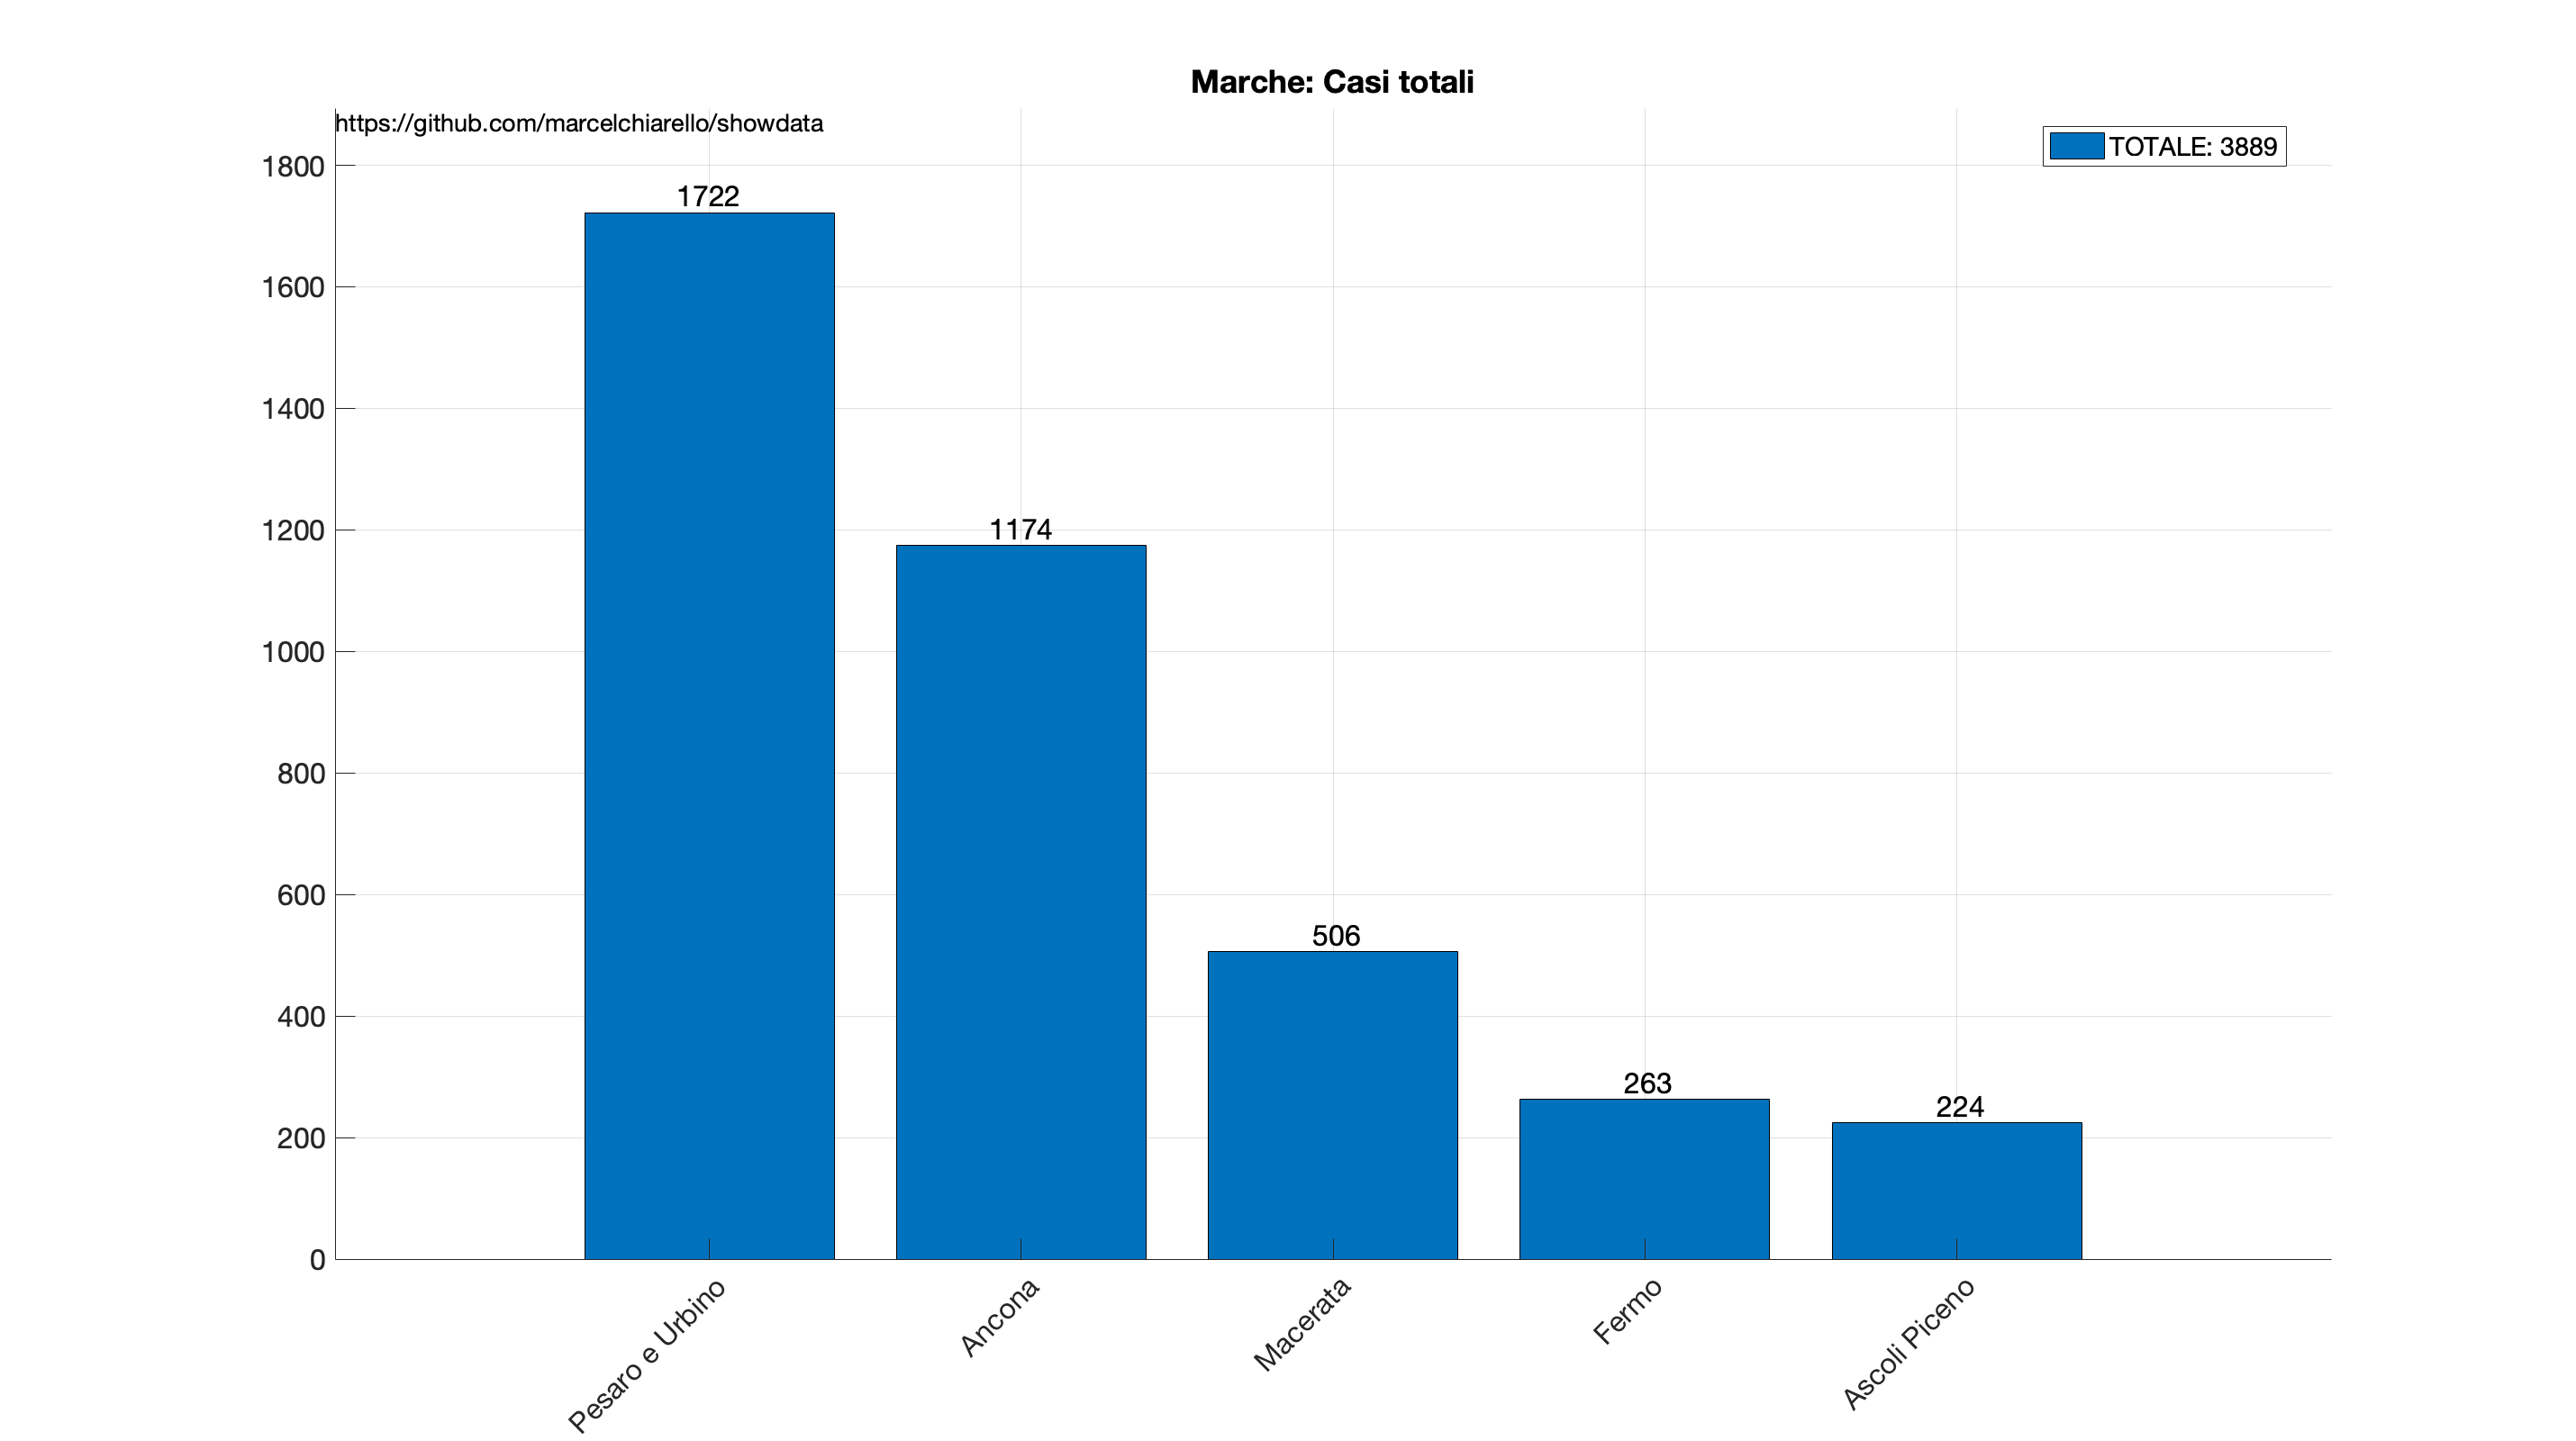 Marche: Casi totali
https://github.com/marcelchiarello/showdata
TOTALE: 3889
1800
1600
1400
1200
1000
800
600
400
200
0
1722
1174
506
263
224
Pesaro e Urbino
Ancona
Macerata
Fermo
Ascoli Piceno